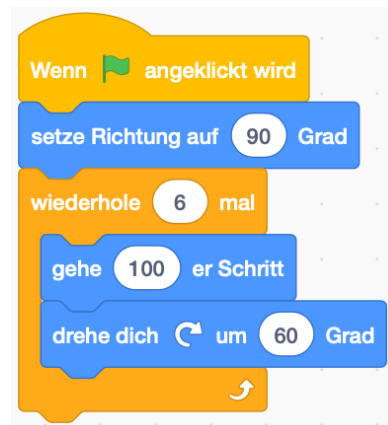 Wenn angeklickt wird
setze Richtung auf 90 Grad
wiederhole 6 mal
gehe 100 er Schritt
drehe dich um 60 Grad